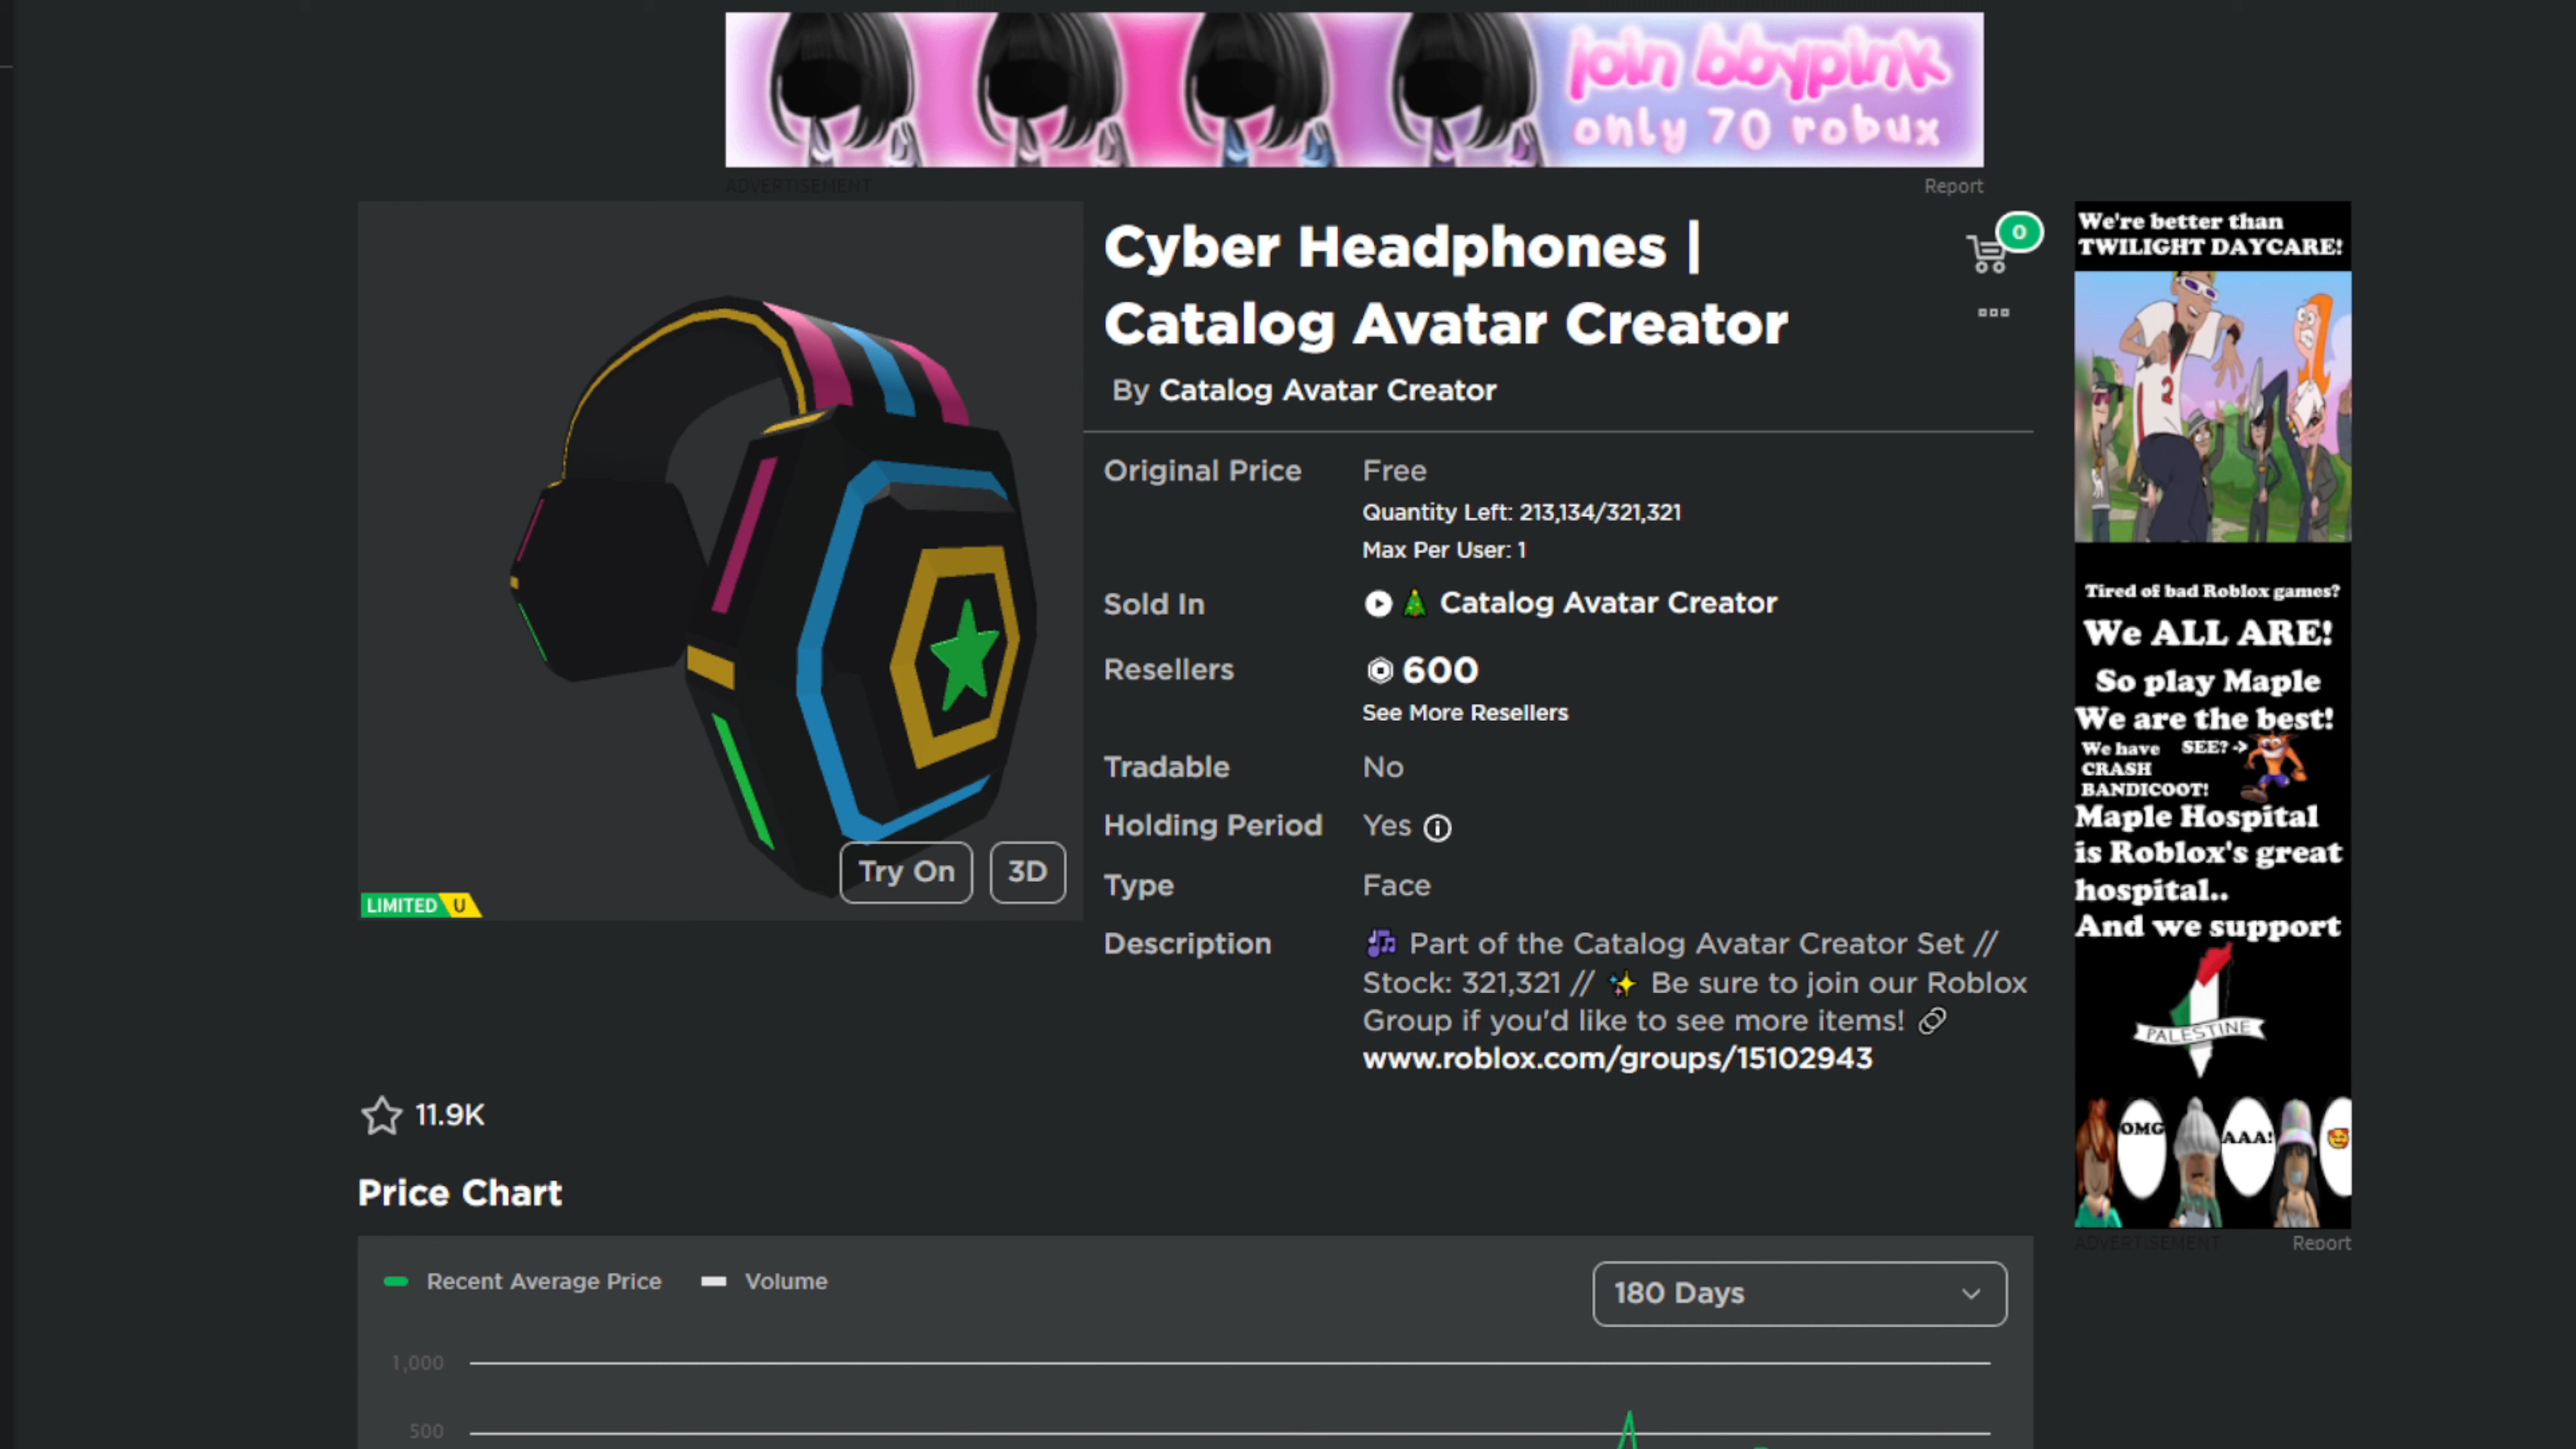 join bbypink
only 70 robux
ADVERTISEMENT
Report
Cyber Headphones |
Catalog Avatar Creator
0
By Catalog Avatar Creator
Original Price Free
Quantity Left: 213,134/321,321
Max Per User: 1
Sold In 🎄 Catalog Avatar Creator
Resellers 600
See More Resellers
Tradable No
Holding Period Yes
Type Face
Description 🎶 Part of the Catalog Avatar Creator Set //
Stock: 321,321 // ✨ Be sure to join our Roblox
Group if you'd like to see more items! 🔗
www.roblox.com/groups/15102943
Try On 3D
LIMITED U
11.9K
Price Chart
Recent Average Price Volume
180 Days
1,000
500
We're better than
TWILIGHT DAYCARE!
2
Tired of bad Roblox games?
We ALL ARE!
So play Maple
We are the best!
We have SEE? ->
CRASH
BANDICOOT!
Maple Hospital
is Roblox's great
hospital..
And we support
PALESTINE
OMG
AAA!
ADVERTISEMENT
Report